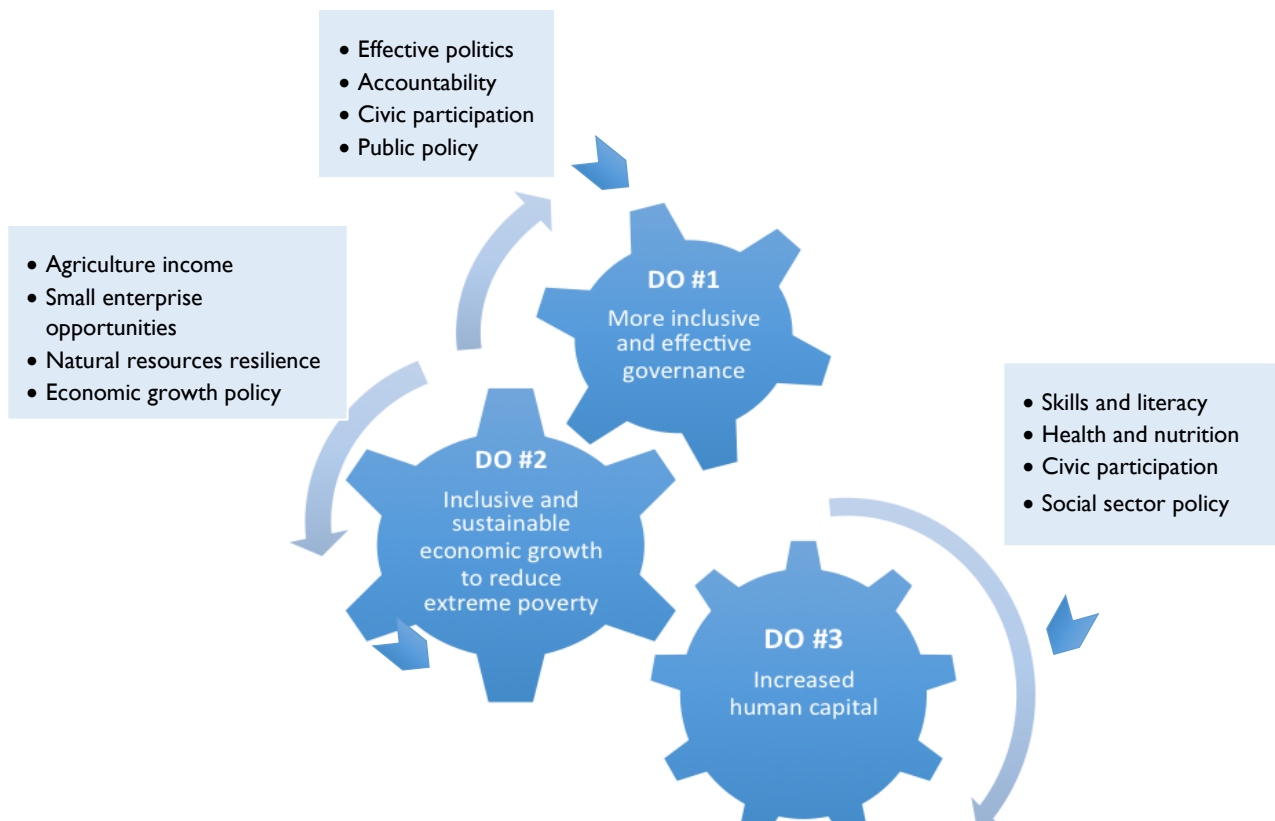 • Effective politics
• Accountability
• Civic participation
• Public policy
• Agriculture income
• Small enterprise
opportunities
• Natural resources resilience
• Economic growth policy
DO #1
More inclusive
and effective
governance
• Skills and literacy
• Health and nutrition
• Civic participation
• Social sector policy
DO #2
Inclusive and
sustainable
economic growth
to reduce
extreme poverty
DO #3
Increased
human capital